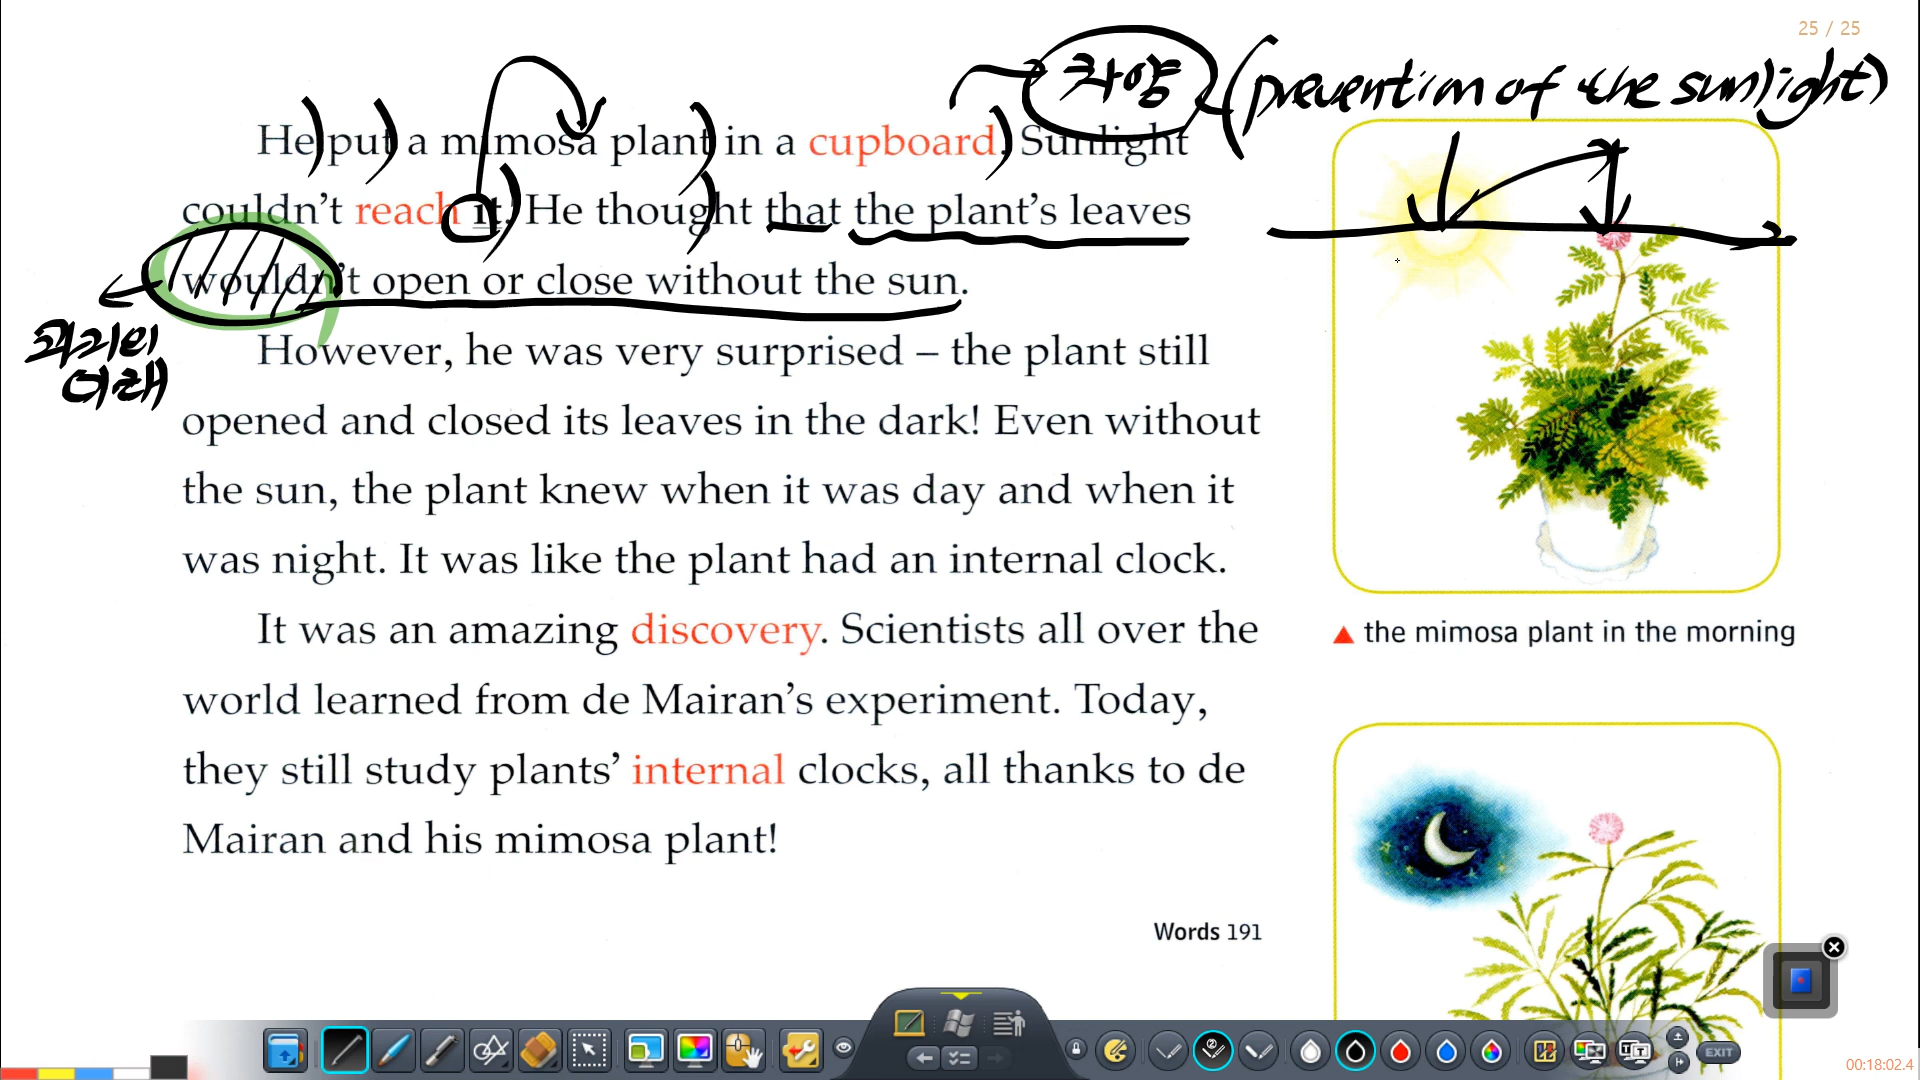 25 / 25
차양 (prevention of the sunlight)
He put a mimosa plant in a cupboard. Sunlight
couldn't reach it. He thought that the plant's leaves
wouldn't open or close without the sun.
과거의
미래
However, he was very surprised – the plant still
opened and closed its leaves in the dark! Even without
the sun, the plant knew when it was day and when it
was night. It was like the plant had an internal clock.
It was an amazing discovery. Scientists all over the
world learned from de Mairan's experiment. Today,
they still study plants' internal clocks, all thanks to de
Mairan and his mimosa plant!
Words 191
▲ the mimosa plant in the morning
EXIT
00:18:02.4